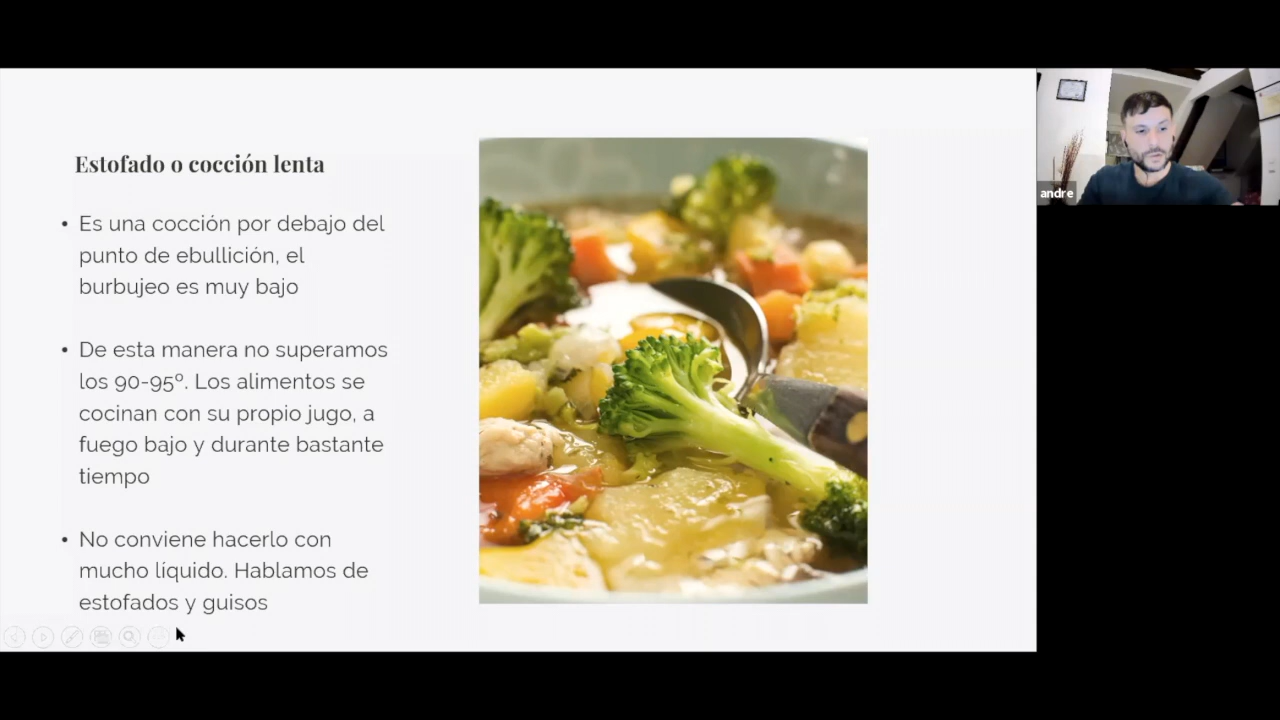 Estofado o cocción lenta
• Es una cocción por debajo del
punto de ebullición, el
burbujeo es muy bajo
• De esta manera no superamos
los 90-95º. Los alimentos se
cocinan con su propio jugo, a
fuego bajo y durante bastante
tiempo
• No conviene hacerlo con
mucho líquido. Hablamos de
estofados y guisos
andre